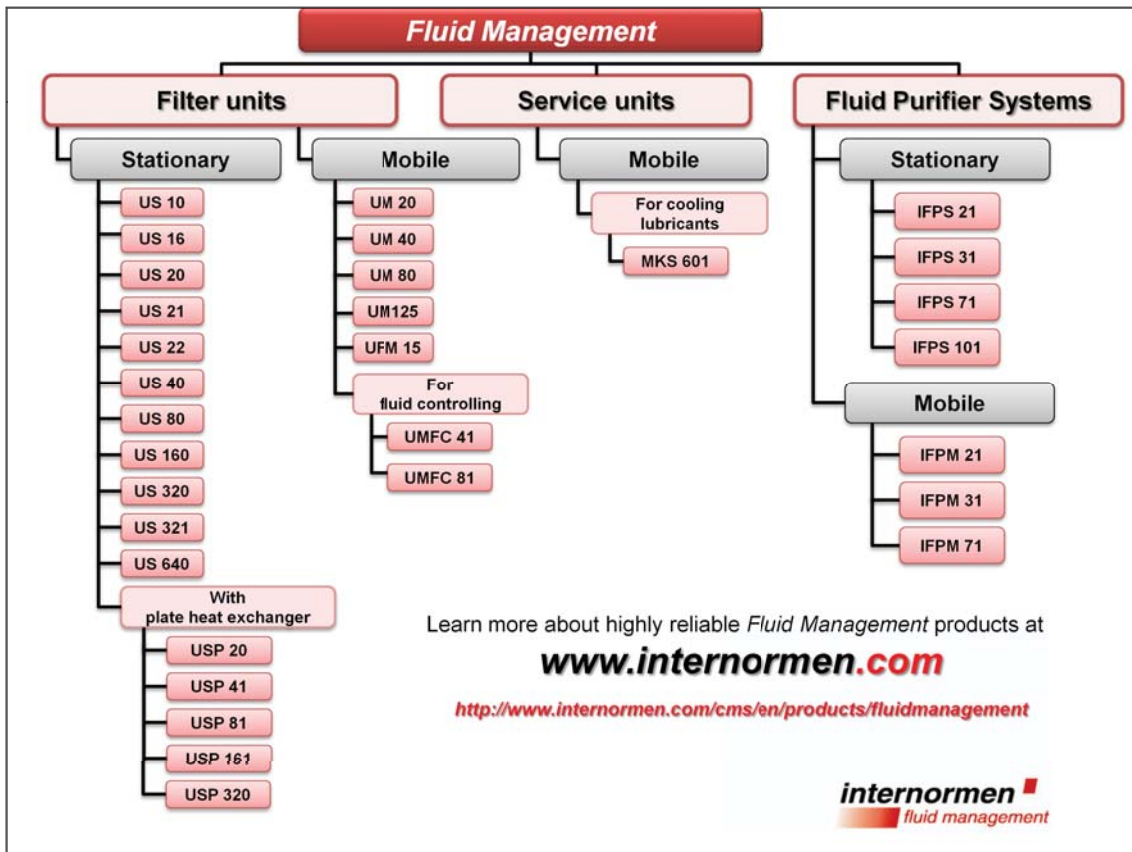 Fluid Management
Filter units
Stationary
US 10
US 16
US 20
US 21
US 22
US 40
US 80
US 160
US 320
US 321
US 640
With
plate heat exchanger
USP 20
USP 41
USP 81
USP 161
USP 320
Mobile
UM 20
UM 40
UM 80
UM125
UFM 15
For
fluid controlling
UMFC 41
UMFC 81
Service units
Mobile
For cooling
lubricants
MKS 601
Fluid Purifier Systems
Stationary
IFPS 21
IFPS 31
IFPS 71
IFPS 101
Mobile
IFPM 21
IFPM 31
IFPM 71
Learn more about highly reliable Fluid Management products at
www.internormen.com
http://www.internormen.com/cms/en/products/fluidmanagement
internormen
fluid management